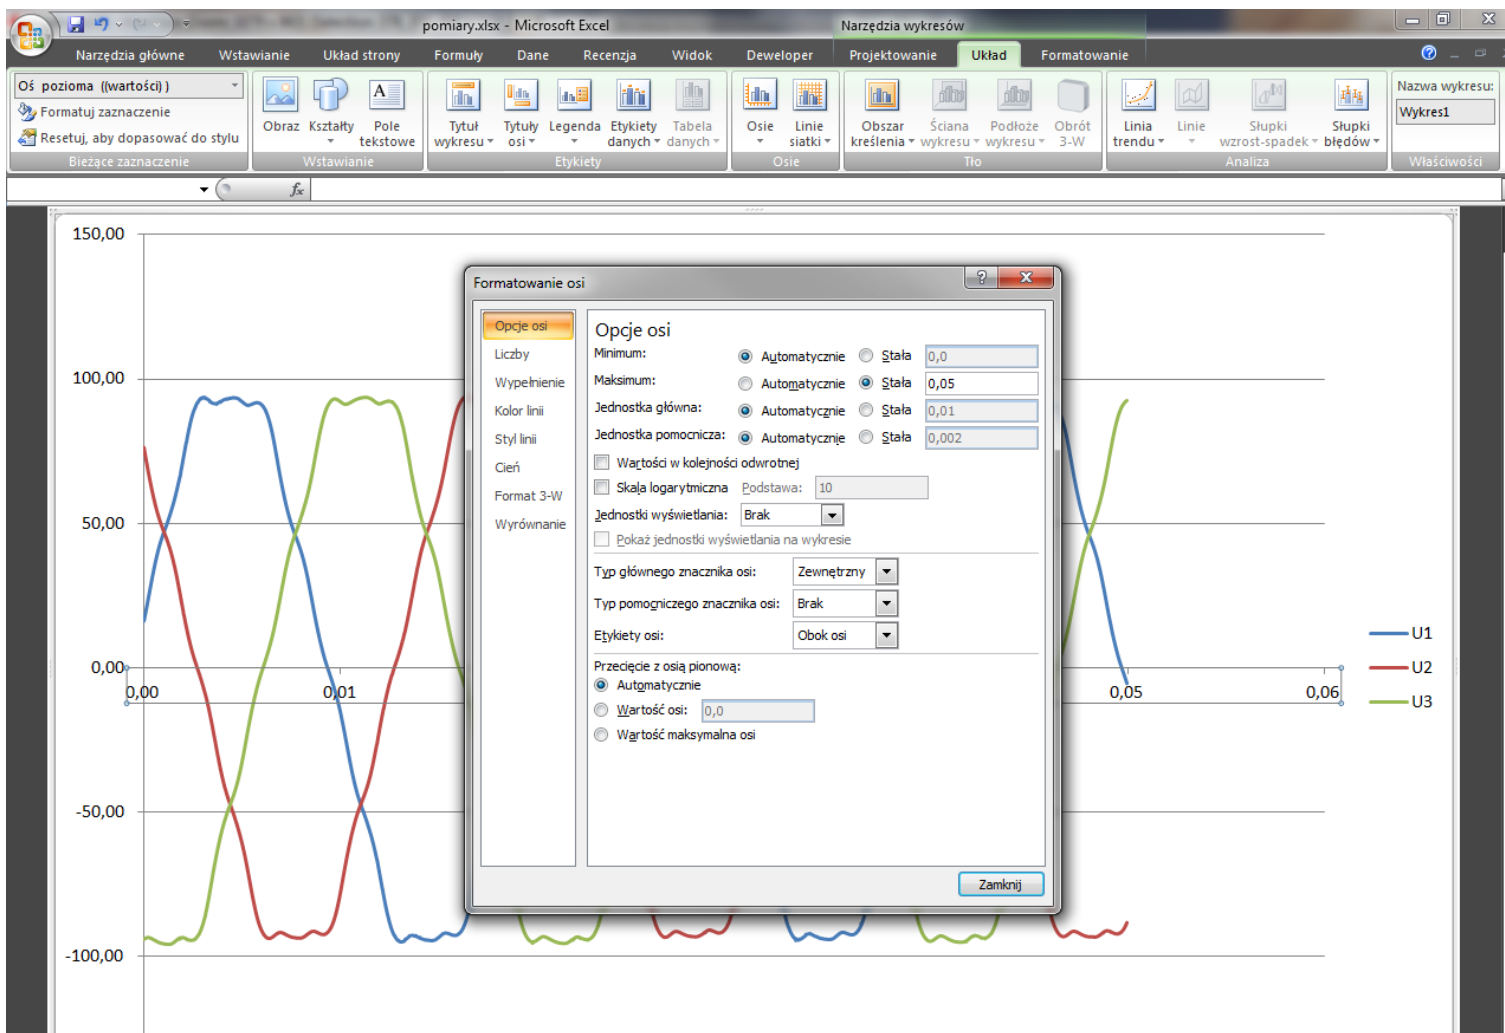 pomiary.xlsx - Microsoft Excel
Narzędzia wykresów
Narzędzia główne Wstawianie Układ strony Formuły Dane Recenzja Widok Deweloper Projektowanie Układ Formatowanie
Oś pozioma ((wartości) )
Formatuj zaznaczenie
Resetuj, aby dopasować do stylu
Bieżące zaznaczenie
Obraz
Kształty
Pole tekstowe
Wstawianie
Tytuł wykresu
Tytuły osi
Legenda
Etykiety danych
Tabela danych
Etykiety
Osie
Linie siatki
Osie
Obszar kreślenia
Ściana wykresu
Podłoże wykresu
Obrót 3-W
Tło
Linia trendu
Linie
Słupki wzrost-spadek
Słupki błędów
Analiza
Nazwa wykresu:
Wykres1
Właściwości
fx
150,00
100,00
50,00
0,00
-50,00
-100,00
0,00
0,01
0,05
0,06
U1
U2
U3
Formatowanie osi
Opcje osi
Liczby
Wypełnienie
Kolor linii
Styl linii
Cień
Format 3-W
Wyrównanie
Opcje osi
Minimum: Automatycznie Stała 0,0
Maksimum: Automatycznie Stała 0,05
Jednostka główna: Automatycznie Stała 0,01
Jednostka pomocnicza: Automatycznie Stała 0,002
Wartości w kolejności odwrotnej
Skala logarytmiczna Podstawa: 10
Jednostki wyświetlania: Brak
Pokaż jednostki wyświetlania na wykresie
Typ głównego znacznika osi: Zewnętrzny
Typ pomocniczego znacznika osi: Brak
Etykiety osi: Obok osi
Przecięcie z osią pionową:
Automatycznie
Wartość osi: 0,0
Wartość maksymalna osi
Zamknij